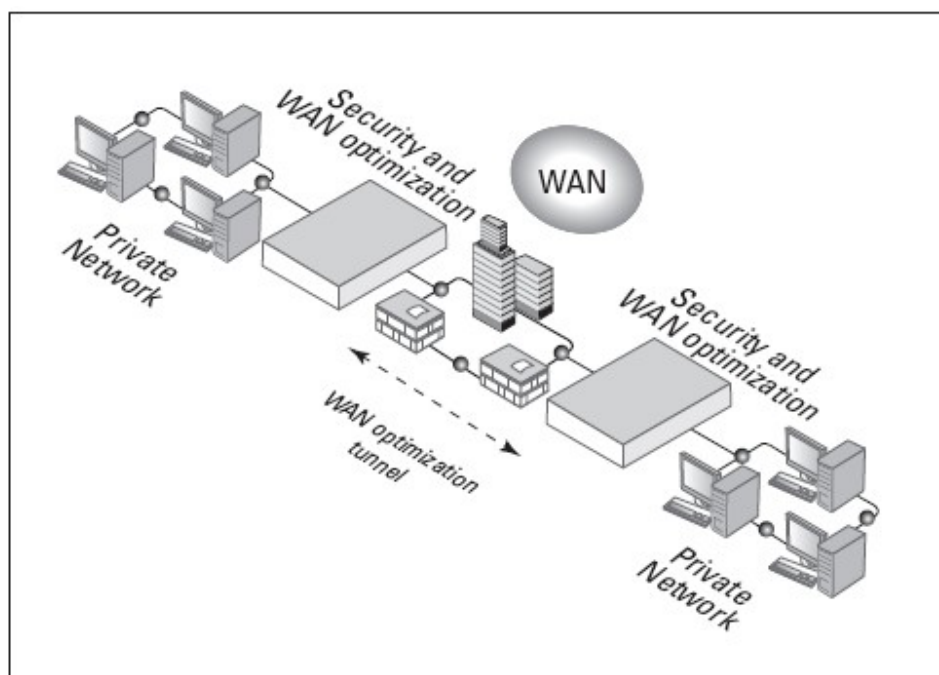 Security and
WAN optimization
WAN
Private
Network
Security and
WAN optimization
WAN optimization
tunnel
Private
Network